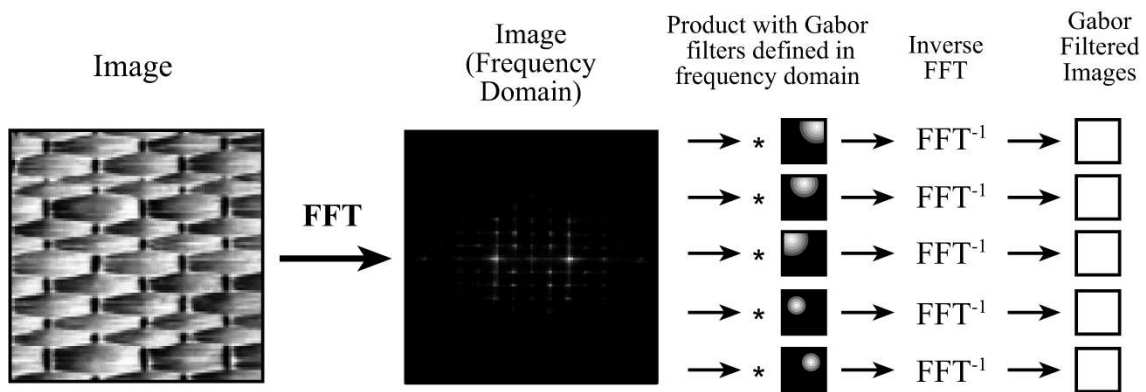 Image
FFT
Image
(Frequency
Domain)
Product with Gabor
filters defined in
frequency domain
Inverse
FFT
Gabor
Filtered
Images
* FFT⁻¹
* FFT⁻¹
* FFT⁻¹
* FFT⁻¹
* FFT⁻¹